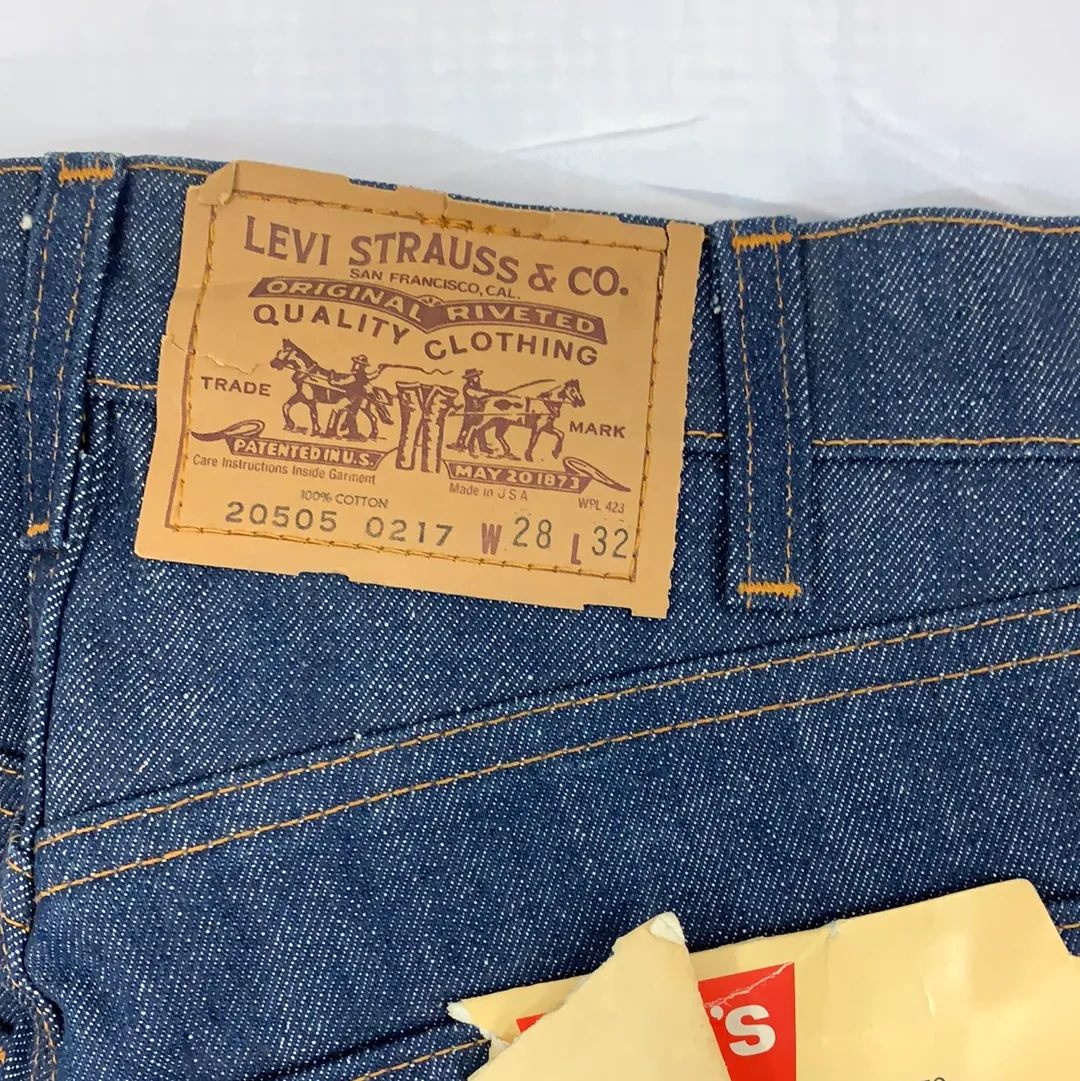 LEVI STRAUSS & CO.
SAN FRANCISCO, CAL.
ORIGINAL RIVETED
QUALITY CLOTHING
TRADE MARK
PATENTED IN U.S. MAY 20 1873
Care Instructions Inside Garment
Made in U S A WPL 423
100% COTTON
20505 0217 W 28 L 32
'S